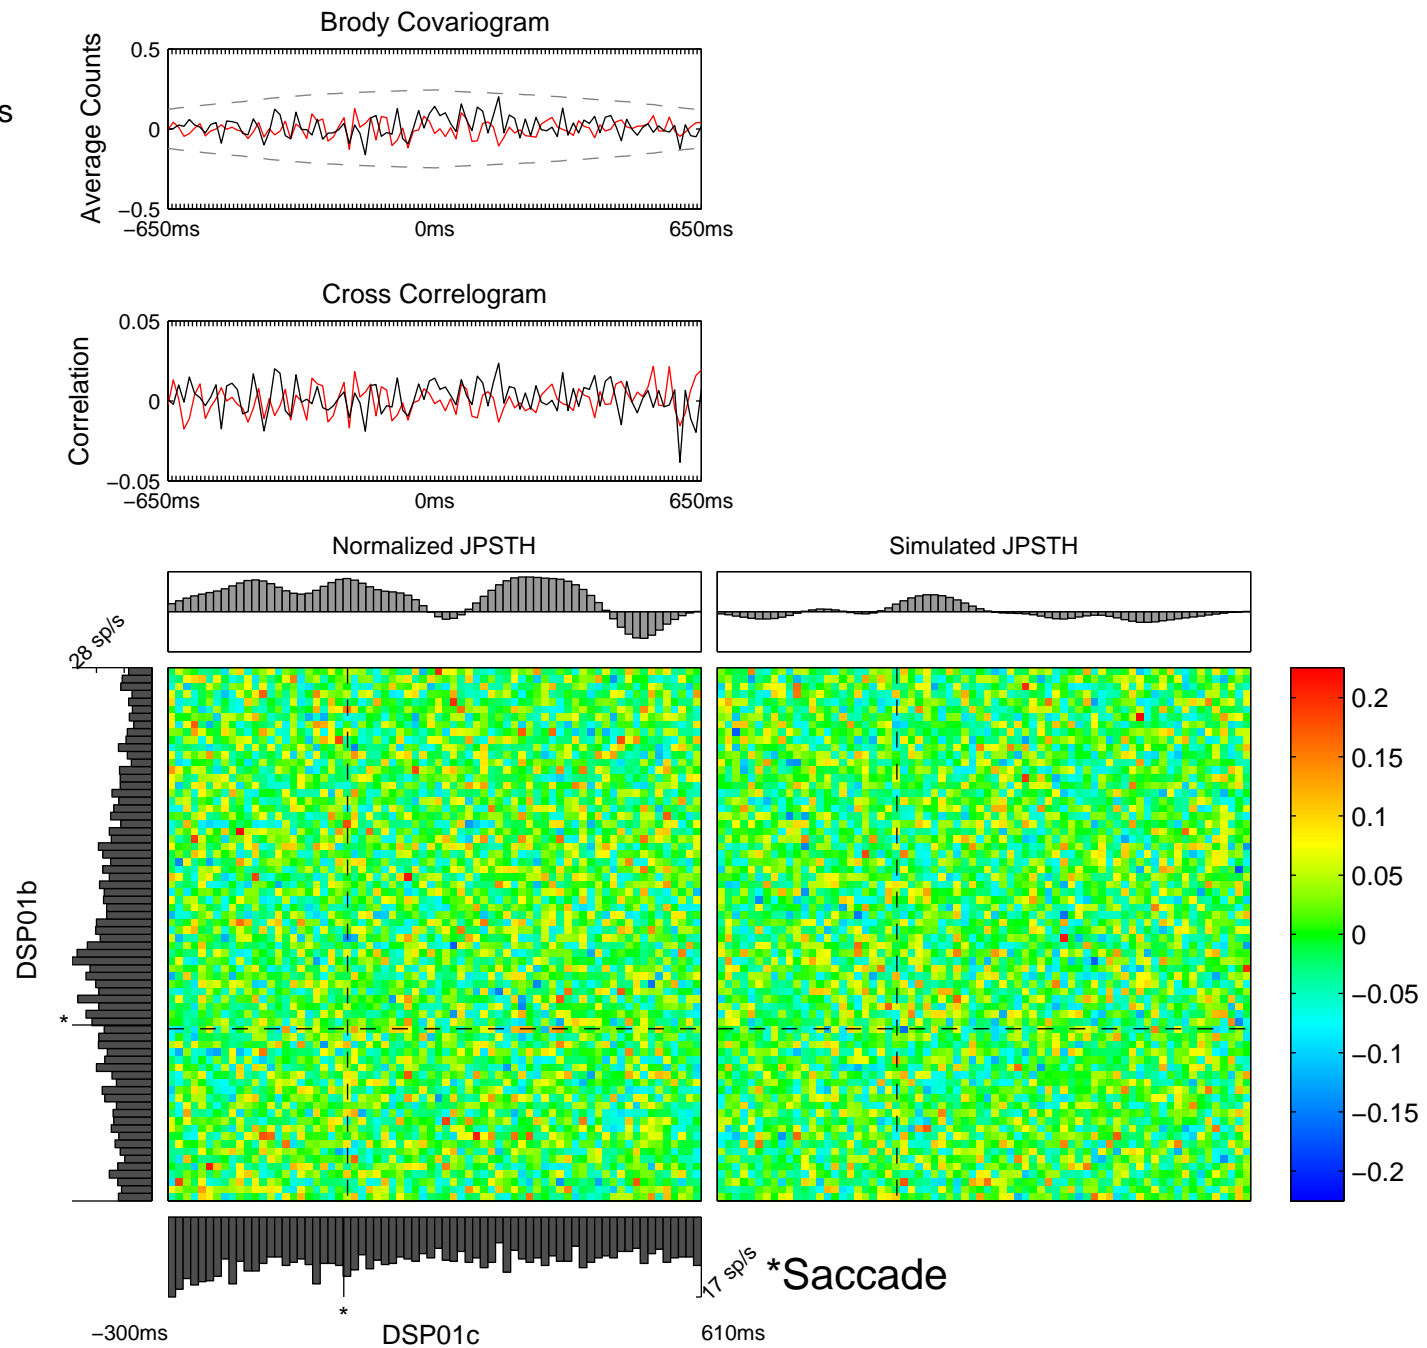 Brody Covariogram
s
Average Counts
0.5
0
−0.5
−650ms
0ms
650ms
Cross Correlogram
Correlation
0.05
0
−0.05
−650ms
0ms
650ms
Normalized JPSTH
Simulated JPSTH
28 sp/s
DSP01b
*
0.2
0.15
0.1
0.05
0
−0.05
−0.1
−0.15
−0.2
17 sp/s
*Saccade
*
−300ms
DSP01c
610ms